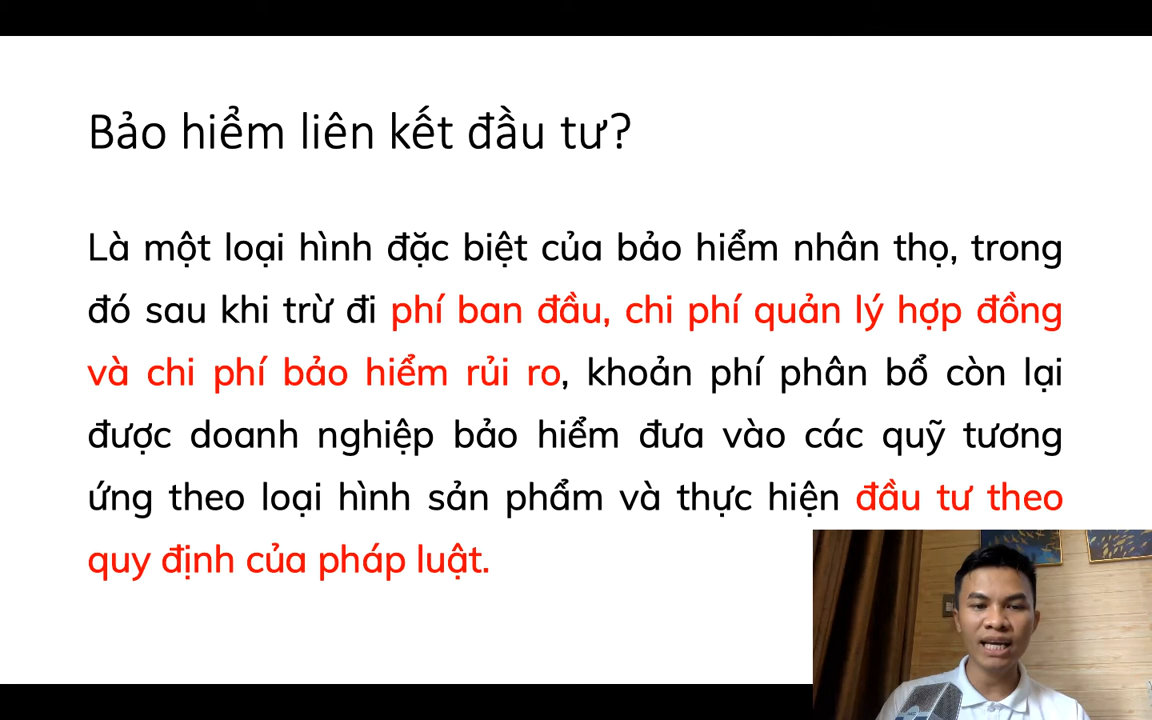 Bảo hiểm liên kết đầu tư?
Là một loại hình đặc biệt của bảo hiểm nhân thọ, trong
đó sau khi trừ đi phí ban đầu, chi phí quản lý hợp đồng
và chi phí bảo hiểm rủi ro, khoản phí phân bổ còn lại
được doanh nghiệp bảo hiểm đưa vào các quỹ tương
ứng theo loại hình sản phẩm và thực hiện đầu tư theo
quy định của pháp luật.